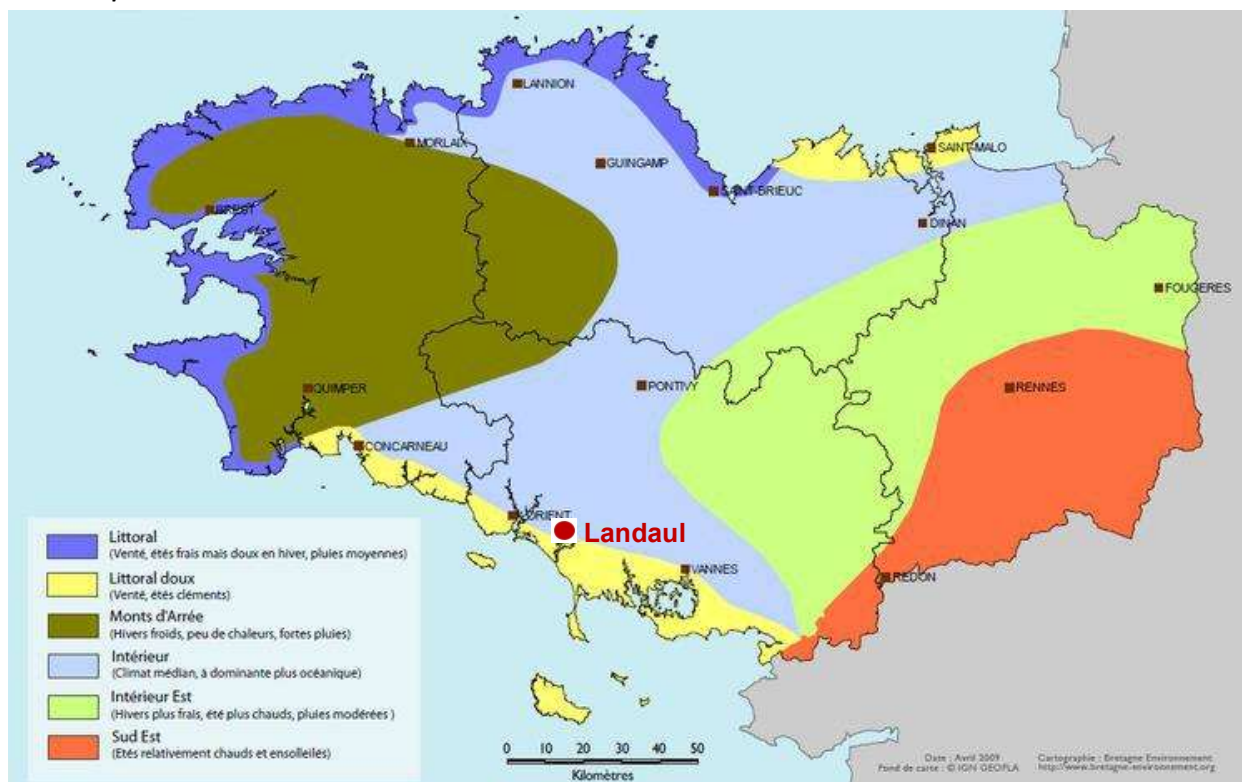 LANNION
MORLAIX
GUINGAMP
SAINT-MALO
SAINT-BRIEUC
BREST
DINAN
FOUGERES
QUIMPER
PONTIVY
RENNES
CONCARNEAU
LORIENT
Landaul
VANNES
REDON
Littoral
(Venté, étés frais mais doux en hiver, pluies moyennes)
Littoral doux
(Venté, étés cléments)
Monts d'Arrée
(Hivers froids, peu de chaleurs, fortes pluies)
Intérieur
(Climat médian, à dominante plus océanique)
Intérieur Est
(Hivers plus frais, été plus chauds, pluies modérées )
Sud Est
(Etés relativement chauds et ensolleilés)
0 10 20 30 40 50
Kilomètres
Date : Avril 2009
Fond de carte : © IGN GEOFLA
Cartographie : Bretagne Environnement
http://www.bretagne-environnement.org